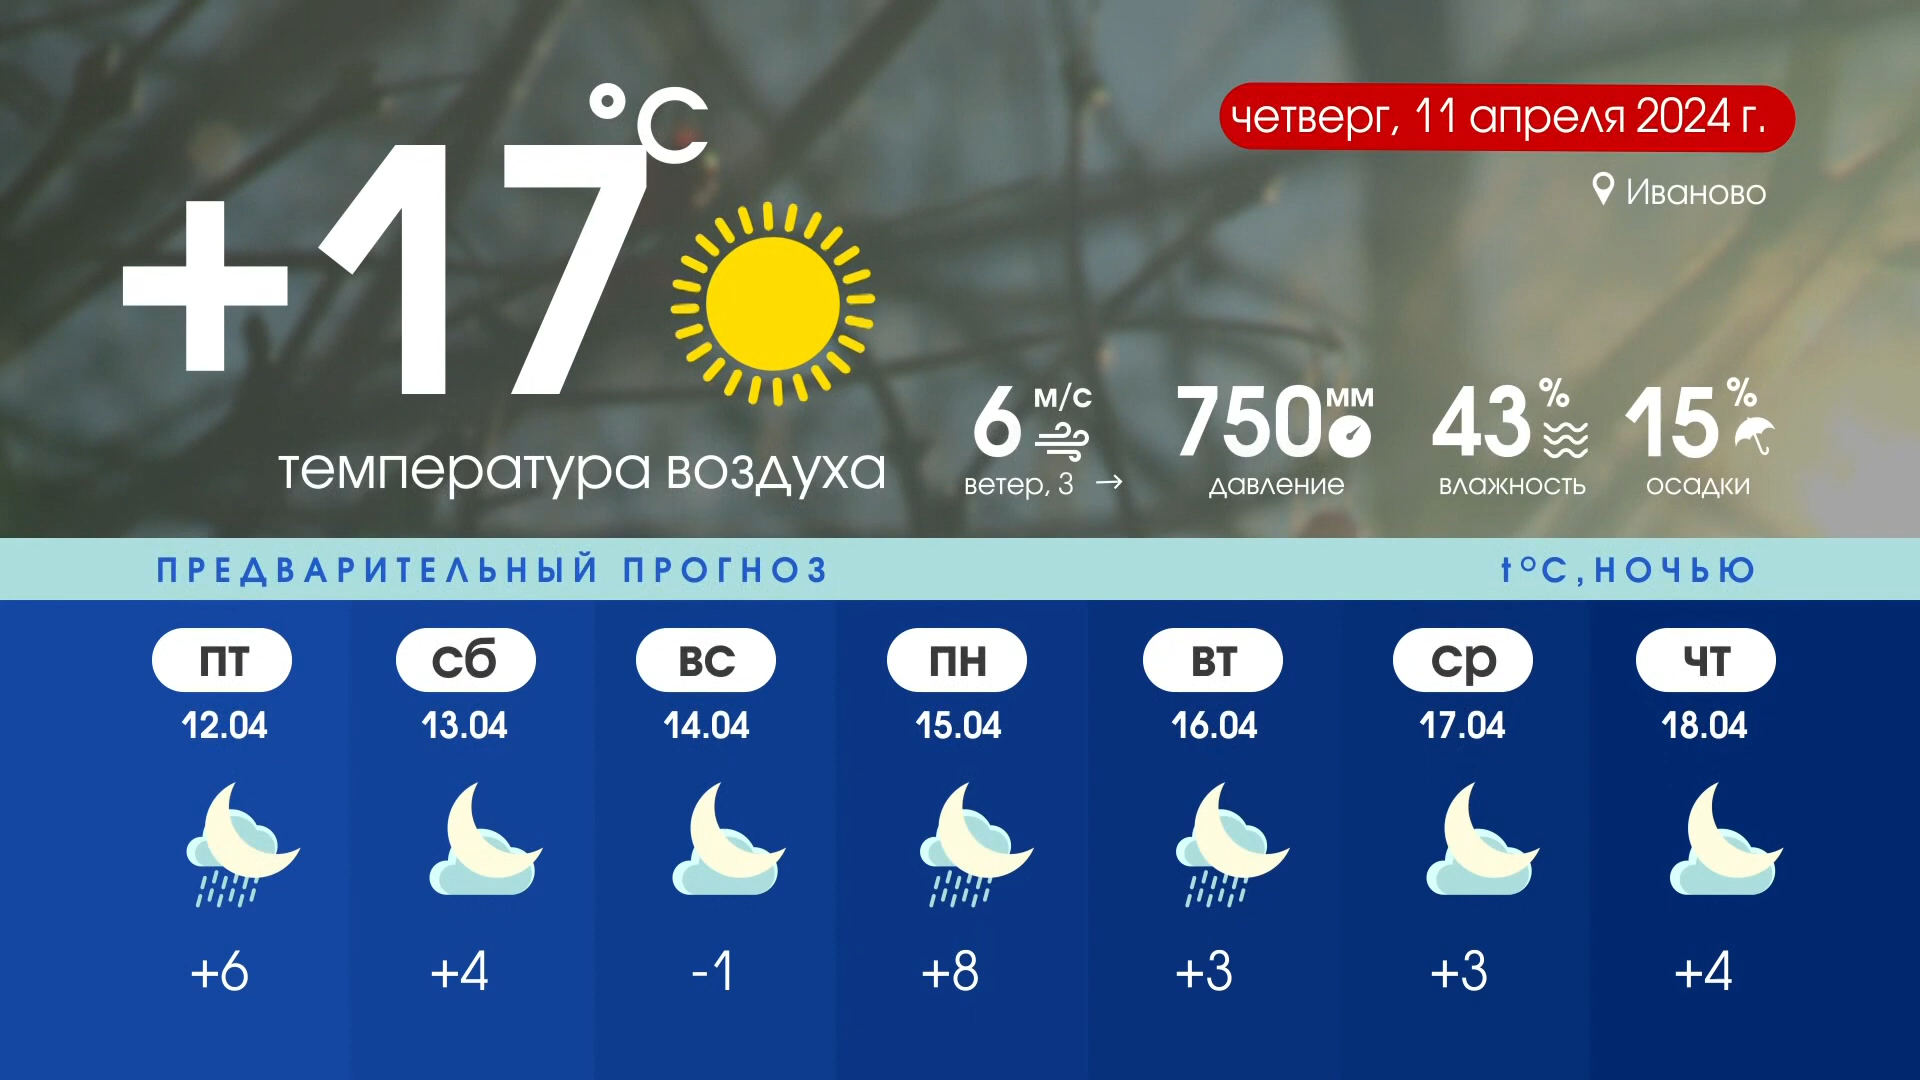 °C
+17
температура воздуха
четверг, 11 апреля 2024 г.
Иваново
6 м/с
ветер, З →
750 мм
давление
43 %
влажность
15 %
осадки
ПРЕДВАРИТЕЛЬНЫЙ ПРОГНОЗ
t°C,НОЧЬЮ
пт сб вс пн вт ср чт
12.04 13.04 14.04 15.04 16.04 17.04 18.04
+6 +4 -1 +8 +3 +3 +4